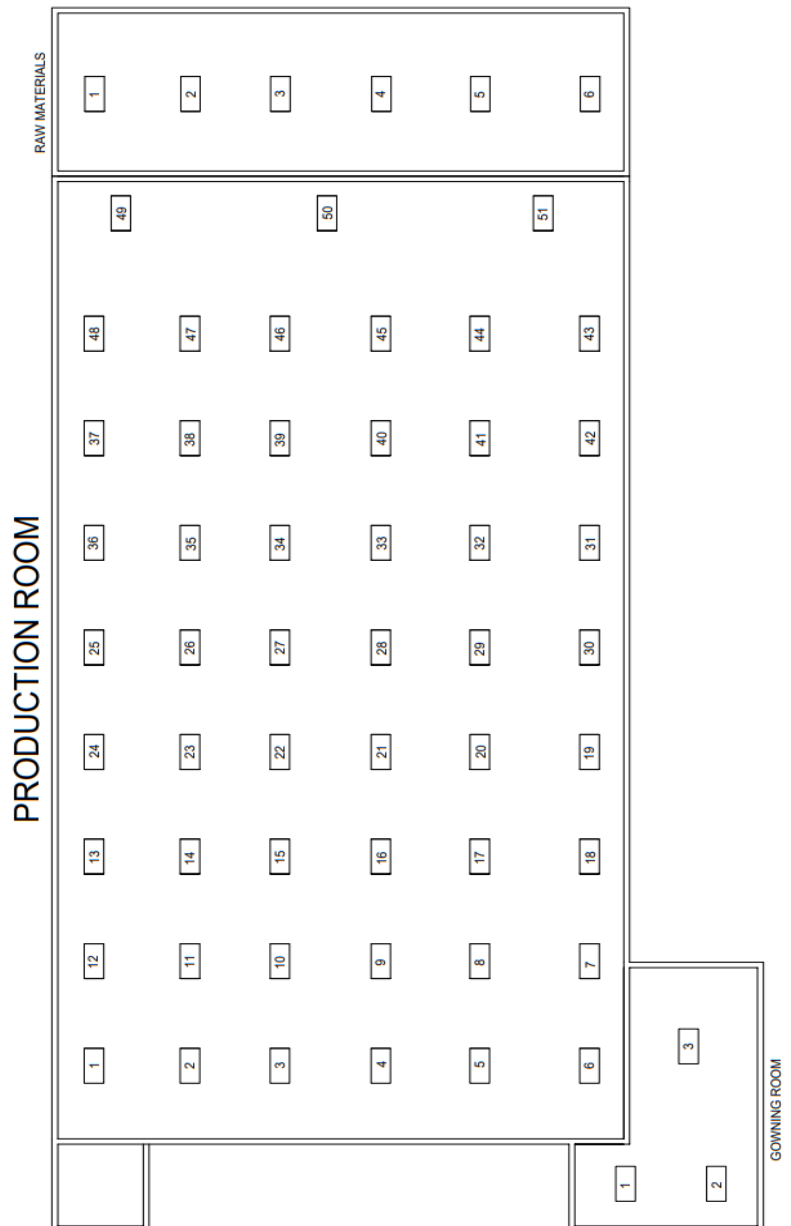 PRODUCTION ROOM
RAW MATERIALS
1 2 3 4 5 6
49 50 51
48 47 46 45 44 43
37 38 39 40 41 42
36 35 34 33 32 31
25 26 27 28 29 30
24 23 22 21 20 19
13 14 15 16 17 18
12 11 10 9 8 7
1 2 3 4 5 6
3
1
2
GOWNING ROOM